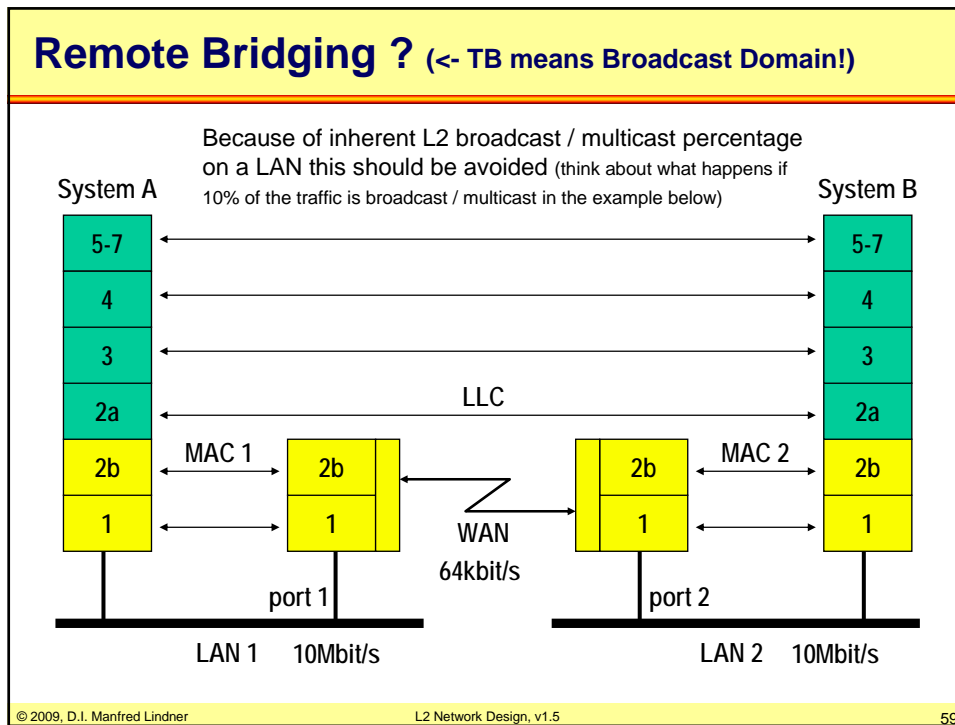 Remote Bridging ? (<- TB means Broadcast Domain!)
Because of inherent L2 broadcast / multicast percentage
on a LAN this should be avoided (think about what happens if
10% of the traffic is broadcast / multicast in the example below)
System A
System B
5-7
5-7
4
4
3
3
2a
LLC
2a
2b
MAC 1
2b
2b
MAC 2
2b
1
1
WAN
1
1
64kbit/s
port 1
port 2
LAN 1 10Mbit/s
LAN 2 10Mbit/s
© 2009, D.I. Manfred Lindner
L2 Network Design, v1.5
59